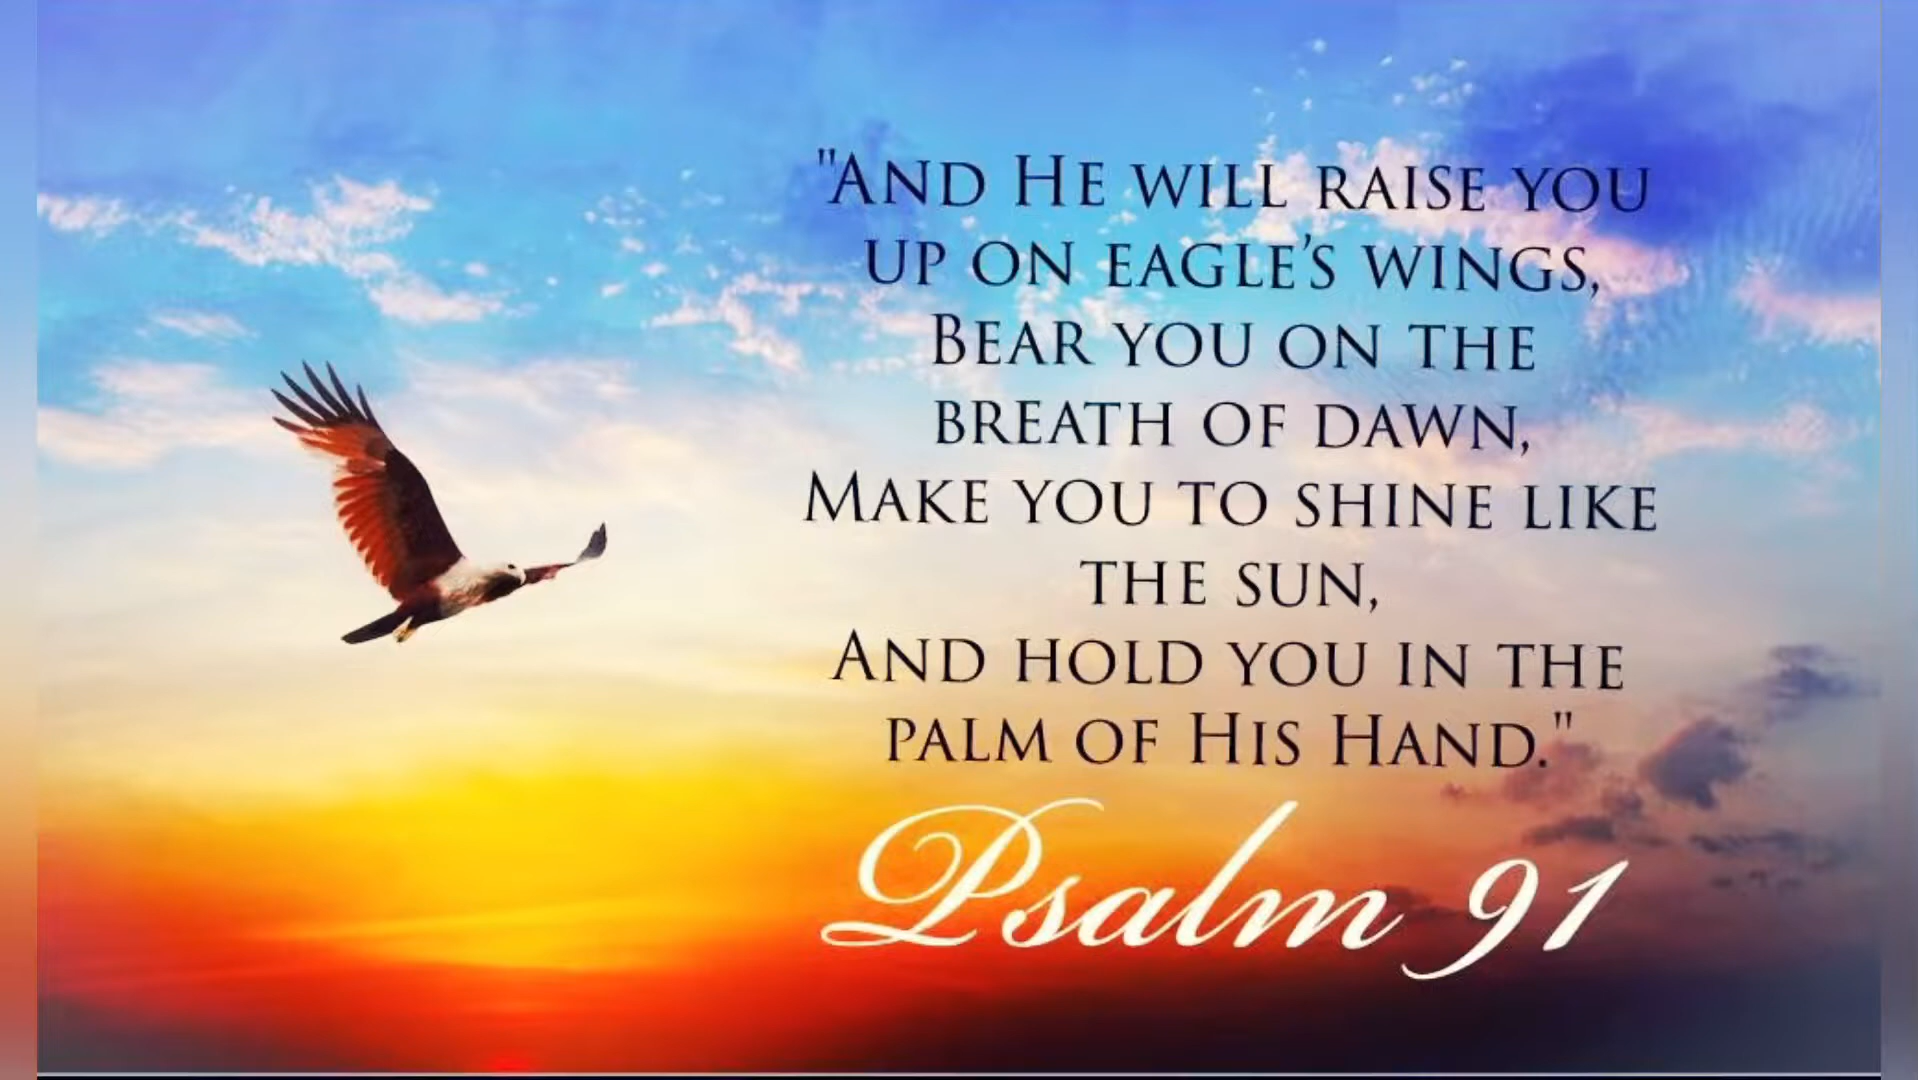 "And He will raise you
up on eagle’s wings,
Bear you on the
breath of dawn,
Make you to shine like
the sun,
And hold you in the
palm of His Hand."
Psalm 91